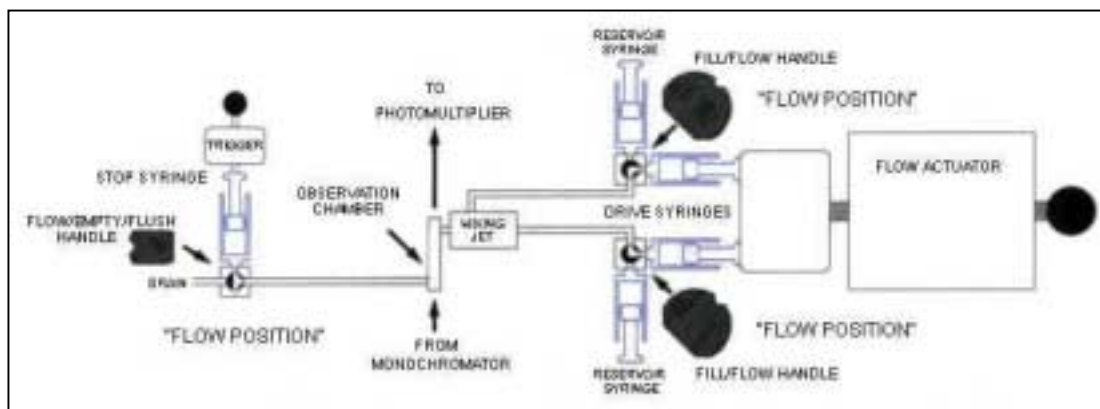 RESERVOIR
SYRINGE
FILL/FLOW HANDLE
"FLOW POSITION"
TO
PHOTOMULTIPLIER
TRIGGER
STOP SYRINGE
OBSERVATION
CHAMBER
FLOW ACTUATOR
FLOW/EMPTY/FLUSH
HANDLE
MIXING
JET
DRIVE SYRINGES
DRAIN
"FLOW POSITION"
FROM
MONOCHROMATOR
"FLOW POSITION"
RESERVOIR
SYRINGE
FILL/FLOW HANDLE